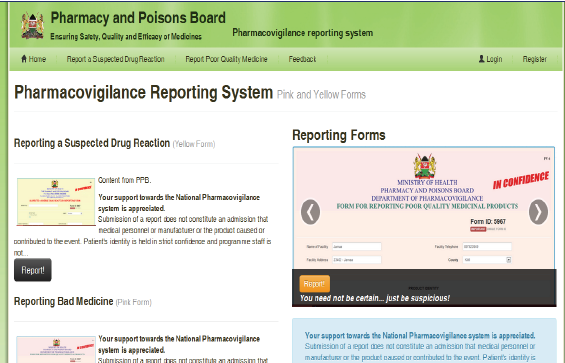 Pharmacy and Poisons Board
Ensuring Safety, Quality and Efficacy of Medicines
Pharmacovigilance reporting system
Home Report a Suspected Drug Reaction Report Poor Quality Medicine Feedback Login Register
Pharmacovigilance Reporting System Pink and Yellow Forms
Reporting a Suspected Drug Reaction (Yellow Form)
Content from PPB.
Your support towards the National Pharmacovigilance
system is appreciated.
Submission of a report does not constitute an admission that
medical personnel or manufacturer or the product caused or
contributed to the event. Patient's identity is held in strict confidence and programme staff is
not...
Report!
Reporting Bad Medicine (Pink Form)
Your support towards the National Pharmacovigilance
system is appreciated.
Submission of a report does not constitute an admission that
Reporting Forms
IN CONFIDENCE
MINISTRY OF HEALTH
PHARMACY AND POISONS BOARD
DEPARTMENT OF PHARMACOVIGILANCE
FORM FOR REPORTING POOR QUALITY MEDICINAL PRODUCTS
Form ID: 5967
Name of Facility
Facility Telephone
Facility Address
County
Report!
You need not be certain... just be suspicious!
Your support towards the National Pharmacovigilance system is appreciated.
Submission of a report does not constitute an admission that medical personnel or
manufacturer or the product caused or contributed to the event. Patient's identity is